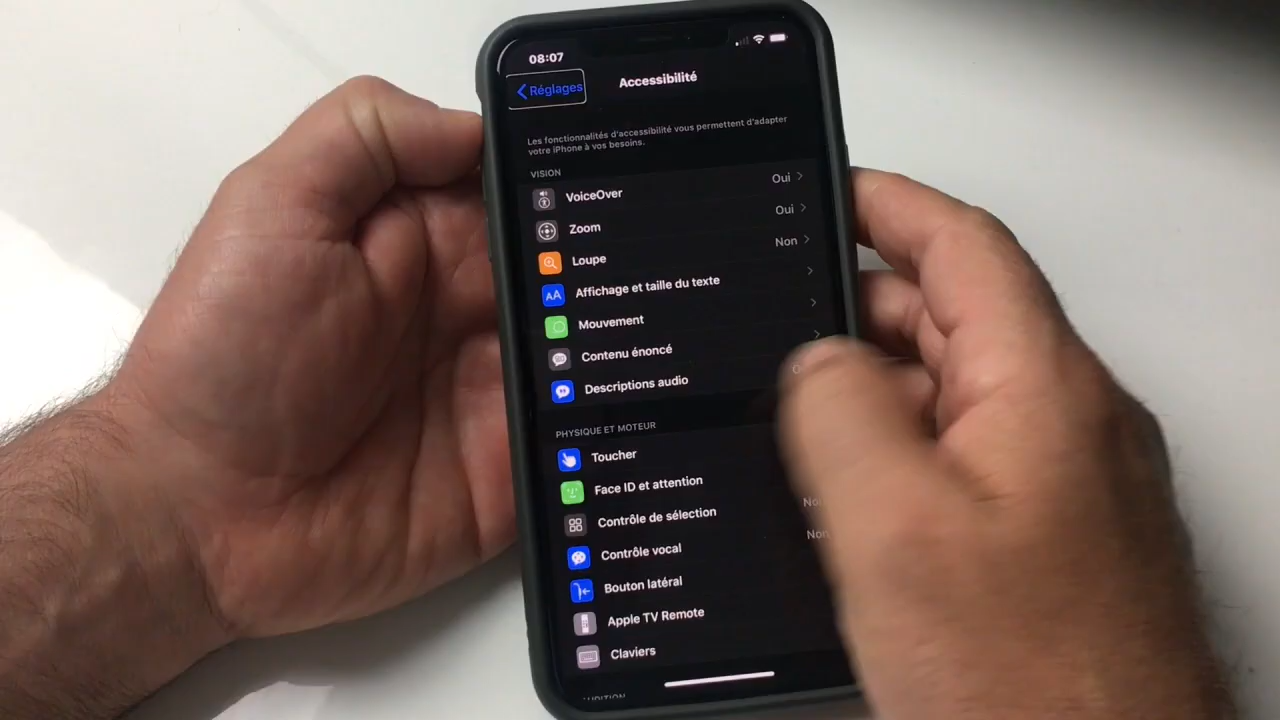 08:07
Réglages
Accessibilité
Les fonctionnalités d'accessibilité vous permettent d'adapter
votre iPhone à vos besoins.
VISION
VoiceOver Oui
Zoom Oui
Loupe Non
AA Affichage et taille du texte
Mouvement
Contenu énoncé
Descriptions audio
PHYSIQUE ET MOTEUR
Toucher
Face ID et attention
Contrôle de sélection
Contrôle vocal Non
Bouton latéral
Apple TV Remote
Claviers